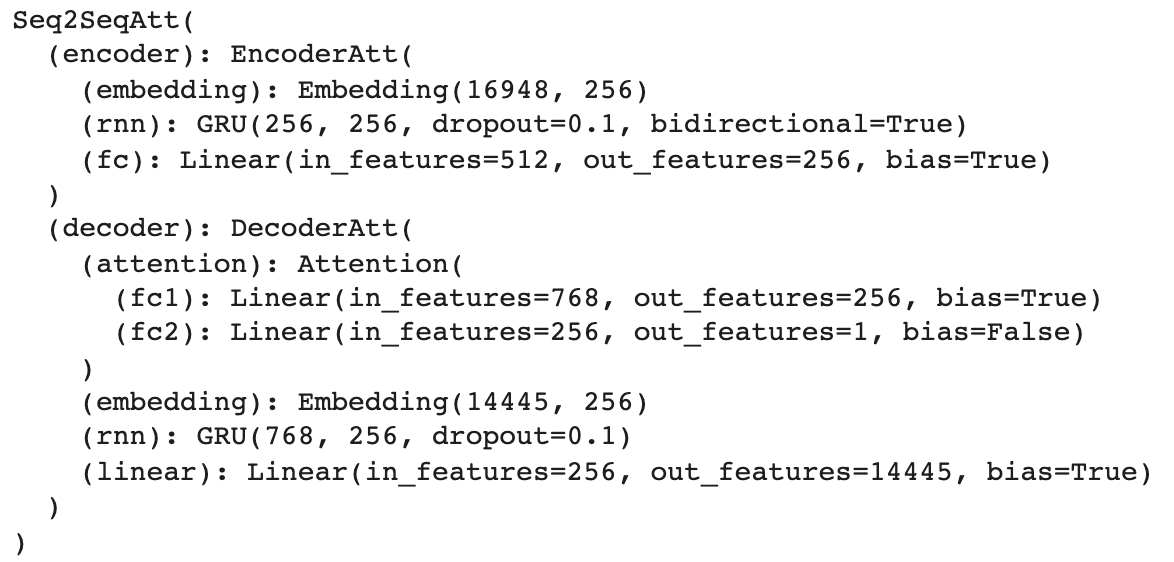 Seq2SeqAtt(
  (encoder): EncoderAtt(
    (embedding): Embedding(16948, 256)
    (rnn): GRU(256, 256, dropout=0.1, bidirectional=True)
    (fc): Linear(in_features=512, out_features=256, bias=True)
  )
  (decoder): DecoderAtt(
    (attention): Attention(
      (fc1): Linear(in_features=768, out_features=256, bias=True)
      (fc2): Linear(in_features=256, out_features=1, bias=False)
    )
    (embedding): Embedding(14445, 256)
    (rnn): GRU(768, 256, dropout=0.1)
    (linear): Linear(in_features=256, out_features=14445, bias=True)
  )
)